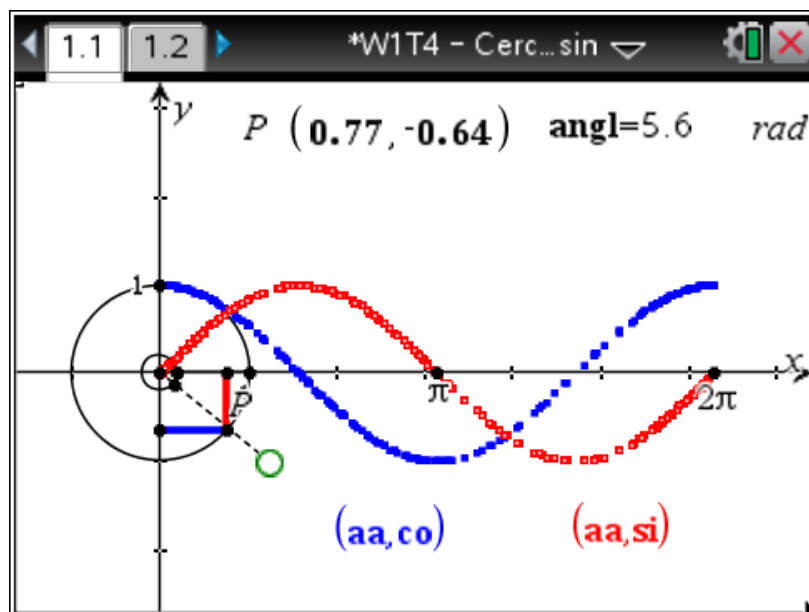 1.1 1.2 *W1T4 – Cerc…sin
y
P (0.77, -0.64) angl=5.6 rad
1
x
P π 2π
(aa,co) (aa,si)